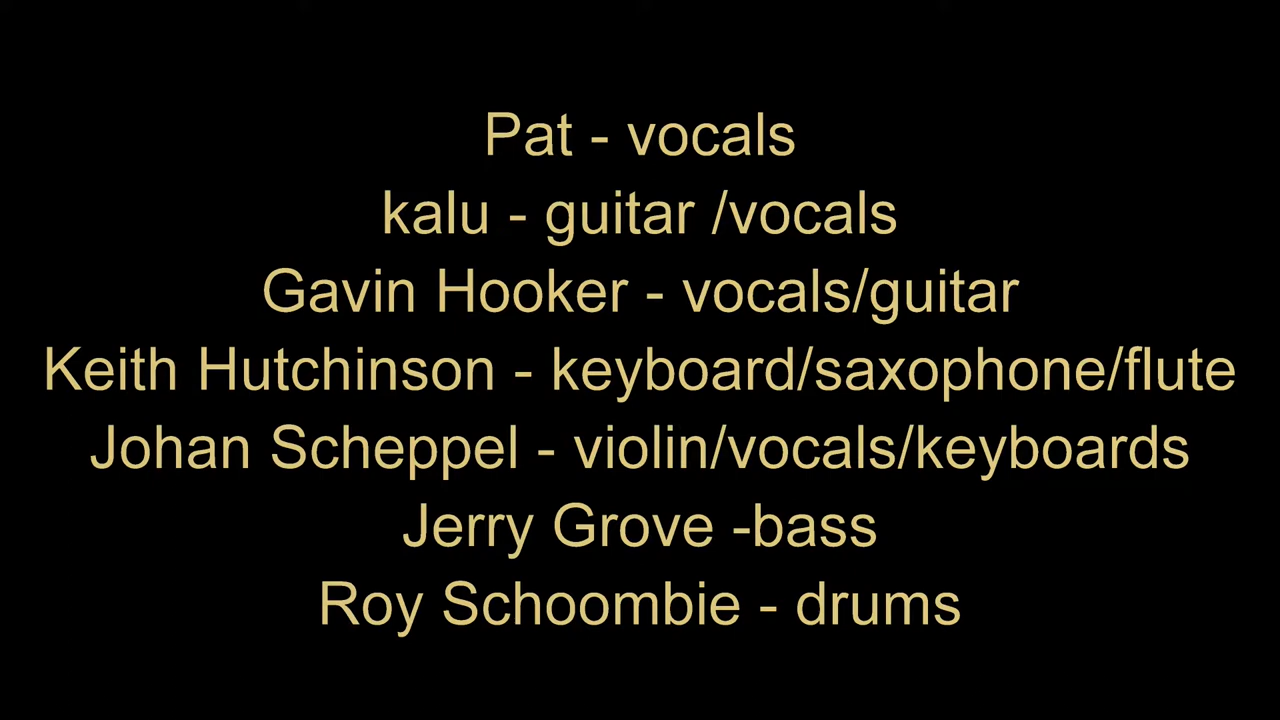 Pat - vocals
kalu - guitar /vocals
Gavin Hooker - vocals/guitar
Keith Hutchinson - keyboard/saxophone/flute
Johan Scheppel - violin/vocals/keyboards
Jerry Grove -bass
Roy Schoombie - drums